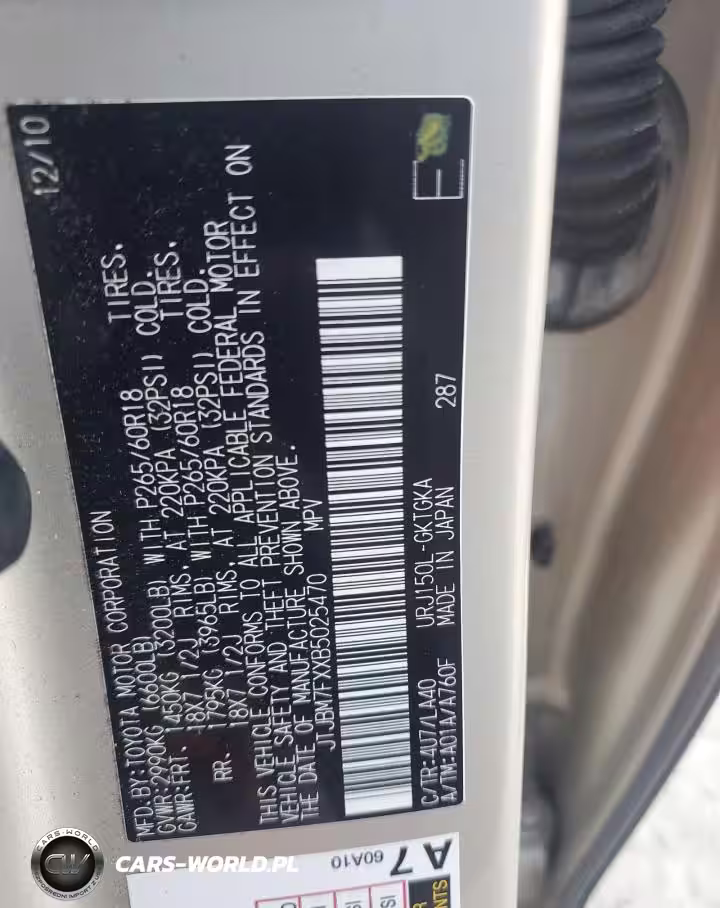 12/10
MFD.BY:TOYOTA MOTOR CORPORATION
GVWR:2990KG (6600LB)
GAWR:FRT. 1450KG (3200LB) WITH P265/60R18 TIRES.
18X7 1/2J RIMS, AT 220KPA (32PSI) COLD.
RR. 1795KG (3965LB) WITH P265/60R18 TIRES.
18X7 1/2J RIMS, AT 220KPA (32PSI) COLD.
THIS VEHICLE CONFORMS TO ALL APPLICABLE FEDERAL MOTOR
VEHICLE SAFETY AND THEFT PREVENTION STANDARDS IN EFFECT ON
THE DATE OF MANUFACTURE SHOWN ABOVE.
JTJBM7FXXB5025470 MPV
C/TR:4U7/LA40 URJ150L-GKTGKA
A/TM:A01A/A760F MADE IN JAPAN 287
A7
60A10
CARS-WORLD
CW
CARS-WORLD.PL